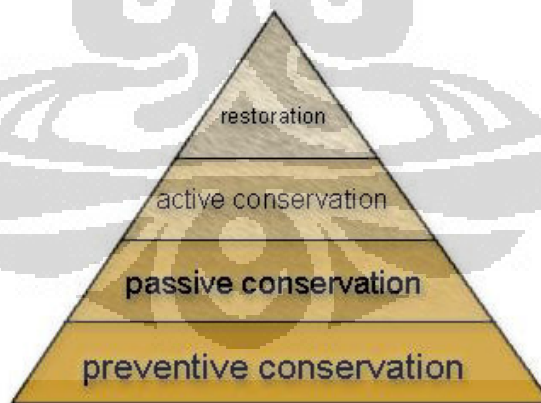 restoration
active conservation
passive conservation
preventive conservation